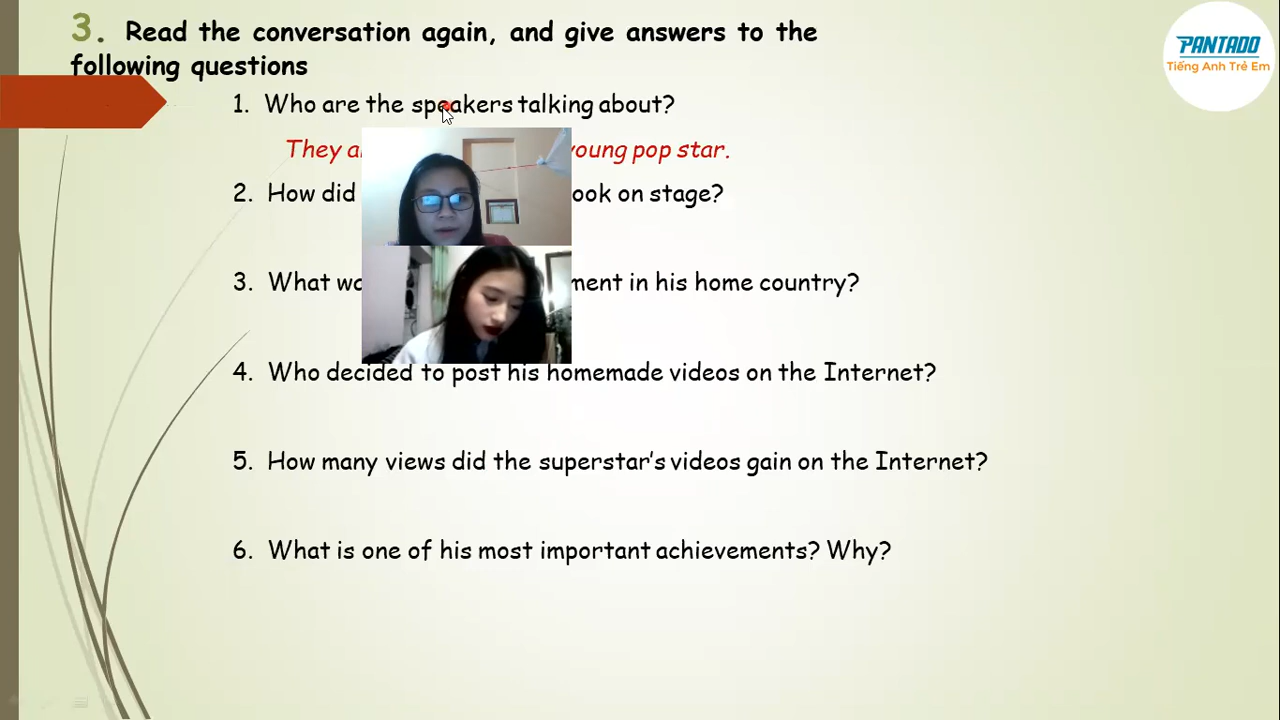 3. Read the conversation again, and give answers to the
following questions
PANTADO
Tiếng Anh Trẻ Em
1. Who are the speakers talking about?
They young pop star.
2. How did on stage?
3. What in his home country?
4. Who decided to post his homemade videos on the Internet?
5. How many views did the superstar's videos gain on the Internet?
6. What is one of his most important achievements? Why?